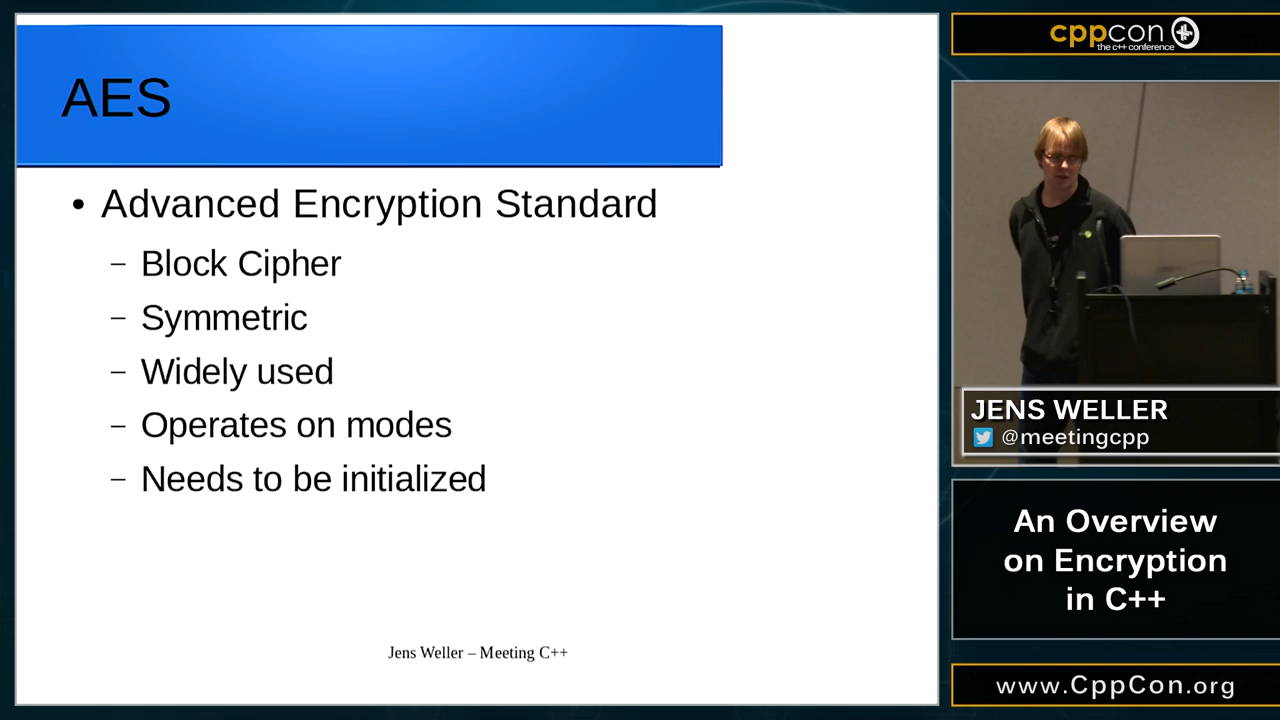 AES
• Advanced Encryption Standard
– Block Cipher
– Symmetric
– Widely used
– Operates on modes
– Needs to be initialized
Jens Weller – Meeting C++
cppcon
the c++ conference
JENS WELLER
@meetingcpp
An Overview
on Encryption
in C++
www.CppCon.org